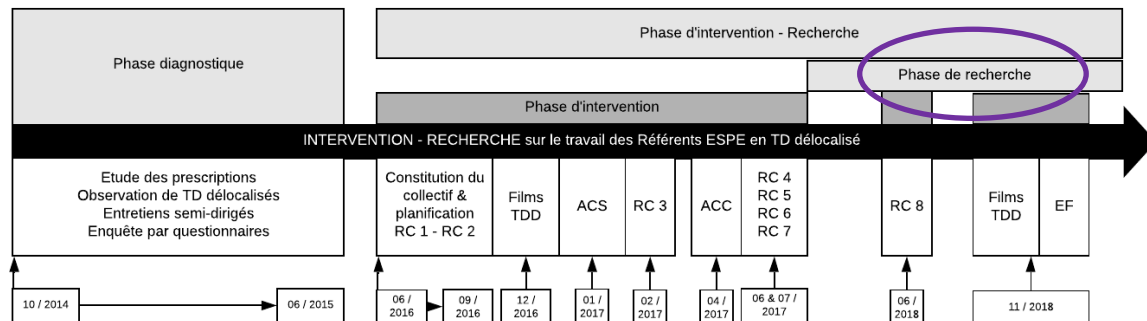 Phase diagnostique
Phase d'intervention - Recherche
Phase de recherche
Phase d'intervention
INTERVENTION - RECHERCHE sur le travail des Référents ESPE en TD délocalisé
Etude des prescriptions
Observation de TD délocalisés
Entretiens semi-dirigés
Enquête par questionnaires
Constitution du
collectif &
planification
RC 1 - RC 2
Films
TDD
ACS
RC 3
ACC
RC 4
RC 5
RC 6
RC 7
RC 8
Films
TDD
EF
10 / 2014
06 / 2015
06 /
2016
09 /
2016
12 /
2016
01 /
2017
02 /
2017
04 /
2017
06 & 07 /
2017
06 /
2018
11 / 2018